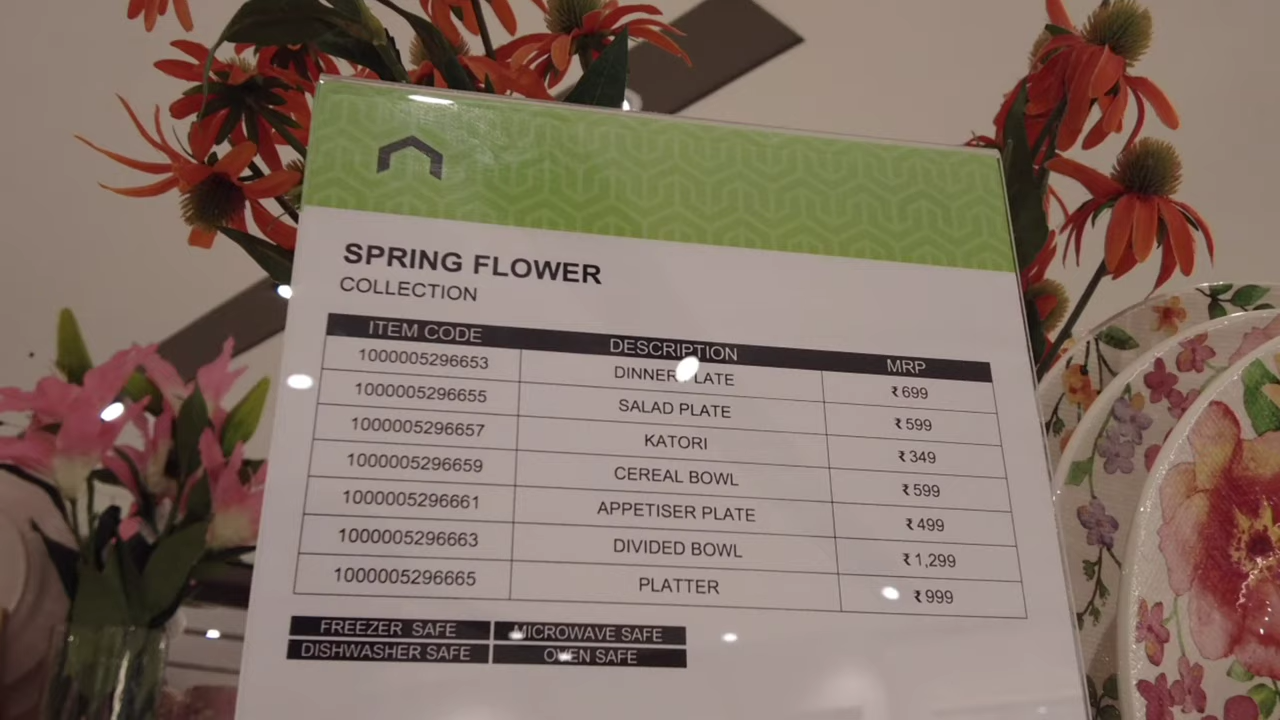 SPRING FLOWER
COLLECTION
ITEM CODE DESCRIPTION MRP
1000005296653 DINNER PLATE ₹ 699
1000005296655 SALAD PLATE ₹ 599
1000005296657 KATORI ₹ 349
1000005296659 CEREAL BOWL ₹ 599
1000005296661 APPETISER PLATE ₹ 499
1000005296663 DIVIDED BOWL ₹ 1,299
1000005296665 PLATTER ₹ 999
FREEZER SAFE MICROWAVE SAFE
DISHWASHER SAFE OVEN SAFE